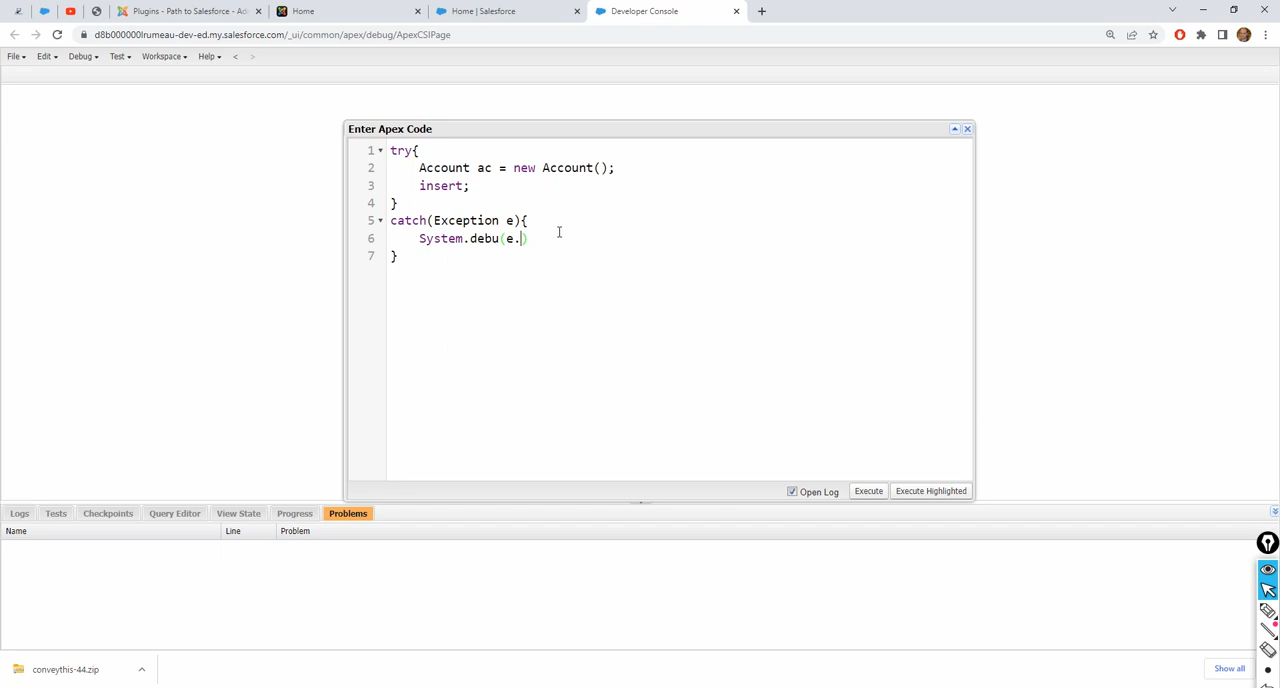 Plugins - Path to Salesforce - Ad
Home
Home | Salesforce
Developer Console
d8b000000lrumeau-dev-ed.my.salesforce.com/_ui/common/apex/debug/ApexCSIPage
File Edit Debug Test Workspace Help < >
Enter Apex Code
1 try{
2 Account ac = new Account();
3 insert;
4 }
5 catch(Exception e){
6 System.debu(e.)
7 }
Open Log Execute Execute Highlighted
Logs Tests Checkpoints Query Editor View State Progress Problems
Name Line Problem
conveythis-44.zip
Show all